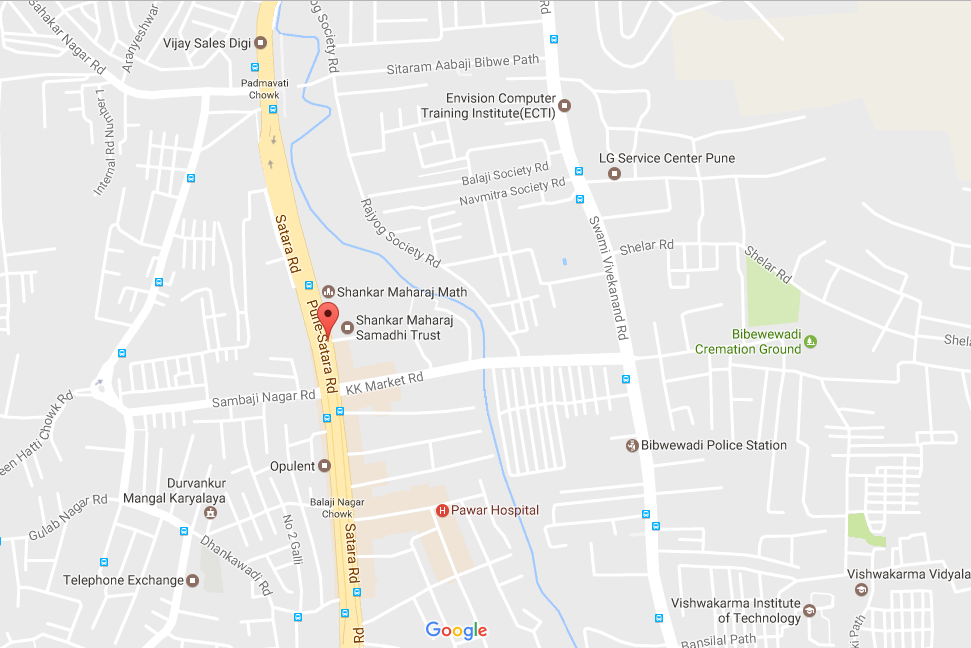 Sahakar Nagar Rd
Aranyeshwar
Vijay Sales Digi
Rajyog Society Rd
Rd
Sitaram Aabaji Bibwe Path
Padmavati
Chowk
Internal Rd Number 1
Envision Computer
Training Institute(ECTI)
LG Service Center Pune
Balaji Society Rd
Navmitra Society Rd
Rajyog Society Rd
Satara Rd
Swami Vivekanand Rd
Shelar Rd
Shelar Rd
Shankar Maharaj Math
Pune-Satara Rd
Shankar Maharaj
Samadhi Trust
Bibewewadi
Cremation Ground
Shela
KK Market Rd
Sambaji Nagar Rd
een Hatti Chowk Rd
Bibwewadi Police Station
Opulent
Durvankur
Mangal Karyalaya
Balaji Nagar
Chowk
Gulab Nagar Rd
No 2 Galli
Pawar Hospital
Satara Rd
Dhankawadi Rd
Telephone Exchange
Vishwakarma Vidyala
Vishwakarma Institute
of Technology
Google
Rd
Bansilal Path
ki Path